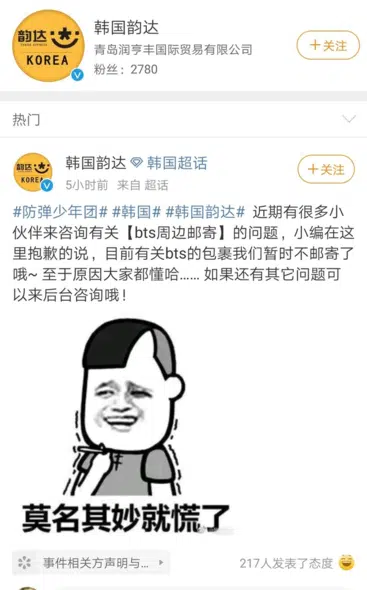 韵达
KOREA
韩国韵达
青岛润亨丰国际贸易有限公司
粉丝：2780
＋关注
热门
韵达
KOREA
韩国韵达 韩国超话
＋关注
5小时前 来自 超话
#防弹少年团# #韩国# #韩国韵达# 近期有很多小
伙伴来咨询有关【bts周边邮寄】的问题，小编在这
里抱歉的说，目前有关bts的包裹我们暂时不邮寄了
哦~ 至于原因大家都懂哈…… 如果还有其它问题可
以来后台咨询哦！
莫名其妙就慌了
事件相关方声明与...
217人发表了态度